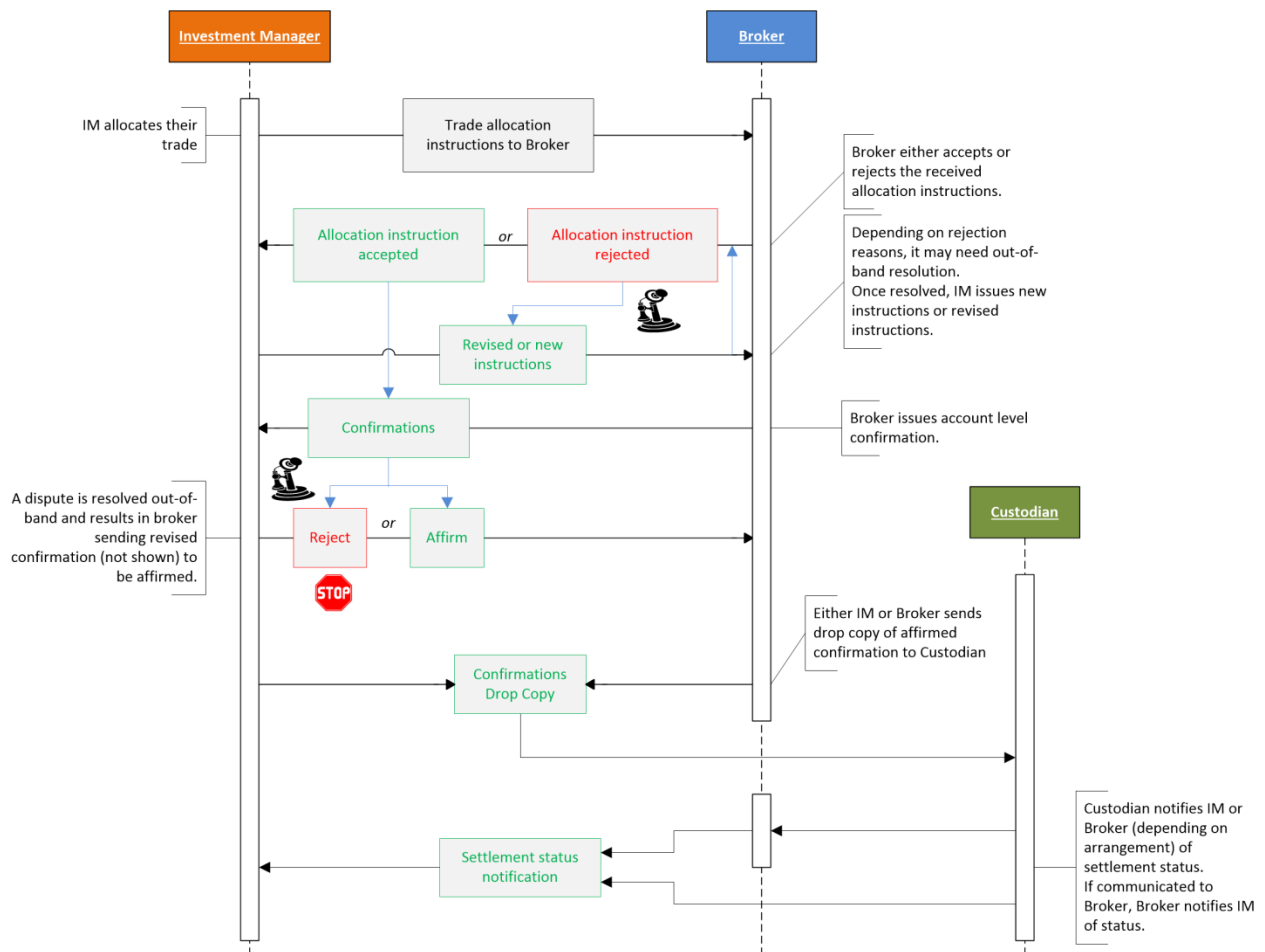 Investment Manager
Broker
IM allocates their
trade
Trade allocation
instructions to Broker
Broker either accepts or
rejects the received
allocation instructions.
Allocation instruction
accepted
or
Allocation instruction
rejected
Depending on rejection
reasons, it may need out-of-
band resolution.
Once resolved, IM issues new
instructions or revised
instructions.
Revised or new
instructions
Confirmations
Broker issues account level
confirmation.
A dispute is resolved out-of-
band and results in broker
sending revised
confirmation (not shown) to
be affirmed.
Reject
or
Affirm
STOP
Custodian
Either IM or Broker sends
drop copy of affirmed
confirmation to Custodian
Confirmations
Drop Copy
Custodian notifies IM or
Broker (depending on
arrangement) of
settlement status.
If communicated to
Broker, Broker notifies IM
of status.
Settlement status
notification